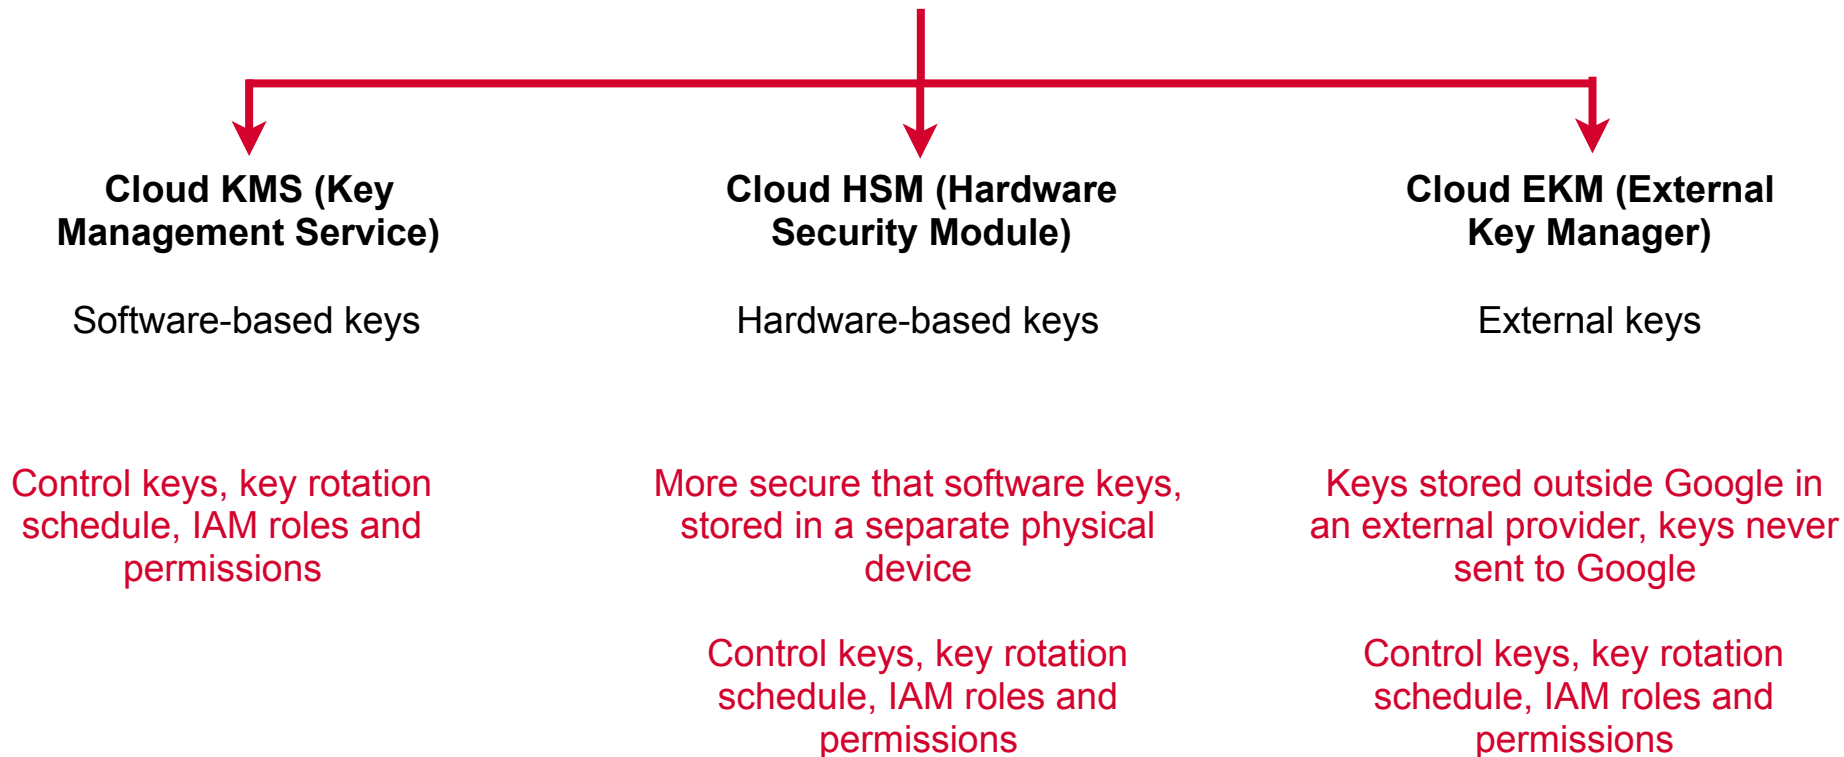 Cloud KMS (Key
Management Service)
Software-based keys
Control keys, key rotation
schedule, IAM roles and
permissions
Cloud HSM (Hardware
Security Module)
Hardware-based keys
More secure that software keys,
stored in a separate physical
device
Control keys, key rotation
schedule, IAM roles and
permissions
Cloud EKM (External
Key Manager)
External keys
Keys stored outside Google in
an external provider, keys never
sent to Google
Control keys, key rotation
schedule, IAM roles and
permissions